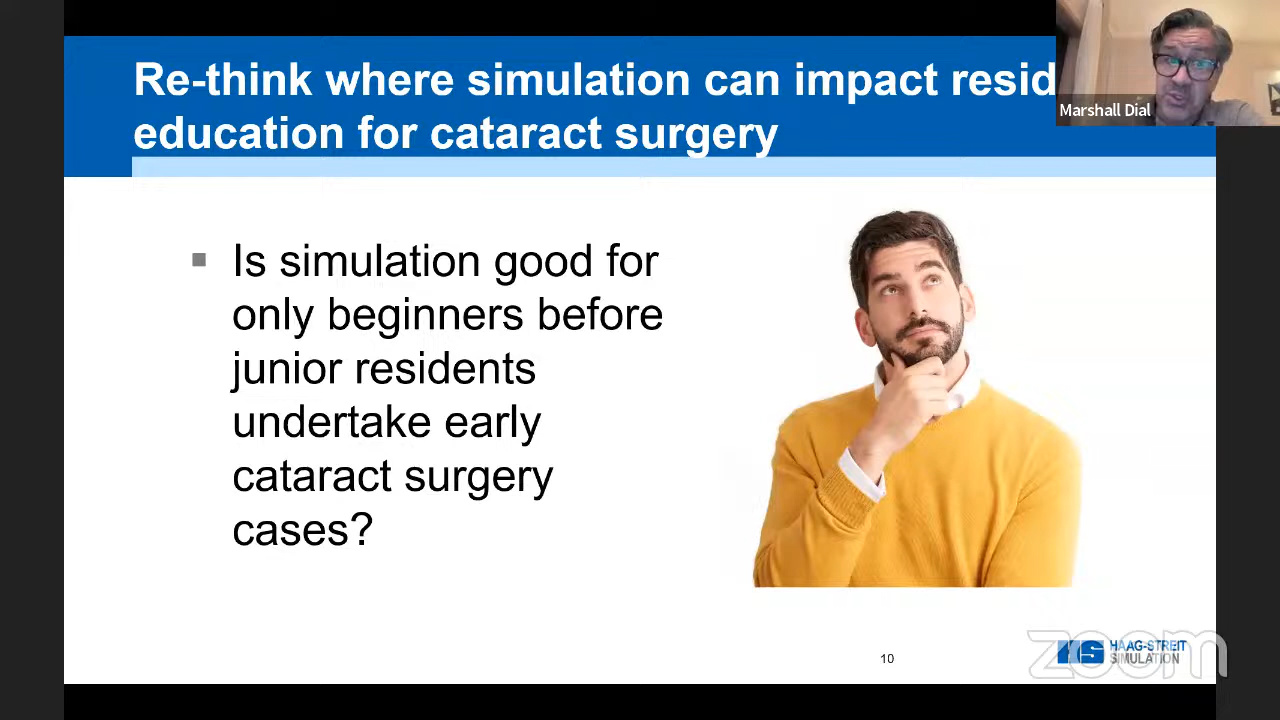 Re-think where simulation can impact resid
education for cataract surgery
Marshall Dial
Is simulation good for
only beginners before
junior residents
undertake early
cataract surgery
cases?
10
HS HAAG-STREIT
SIMULATION
zoom